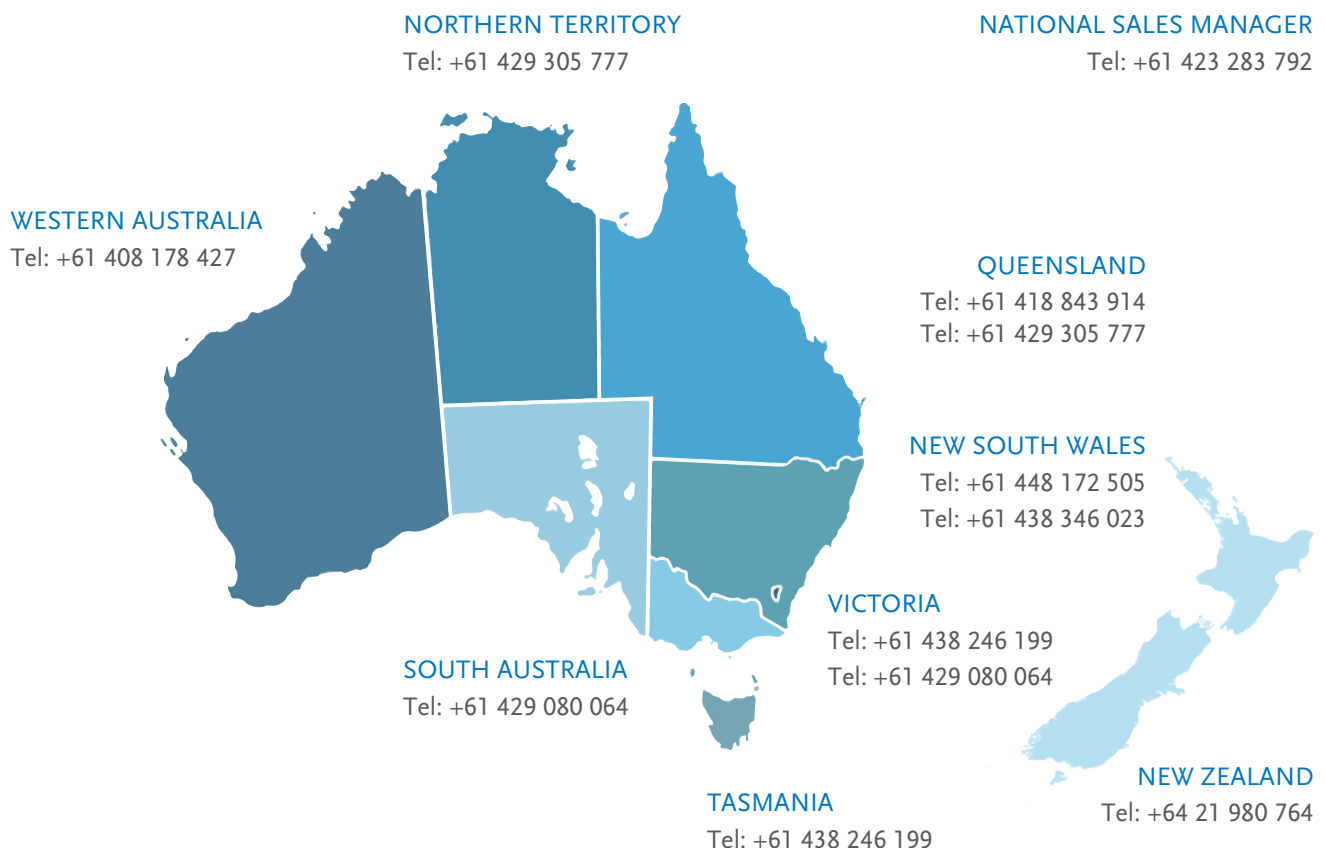 NORTHERN TERRITORY
Tel: +61 429 305 777
NATIONAL SALES MANAGER
Tel: +61 423 283 792
WESTERN AUSTRALIA
Tel: +61 408 178 427
QUEENSLAND
Tel: +61 418 843 914
Tel: +61 429 305 777
NEW SOUTH WALES
Tel: +61 448 172 505
Tel: +61 438 346 023
VICTORIA
Tel: +61 438 246 199
Tel: +61 429 080 064
SOUTH AUSTRALIA
Tel: +61 429 080 064
TASMANIA
Tel: +61 438 246 199
NEW ZEALAND
Tel: +64 21 980 764